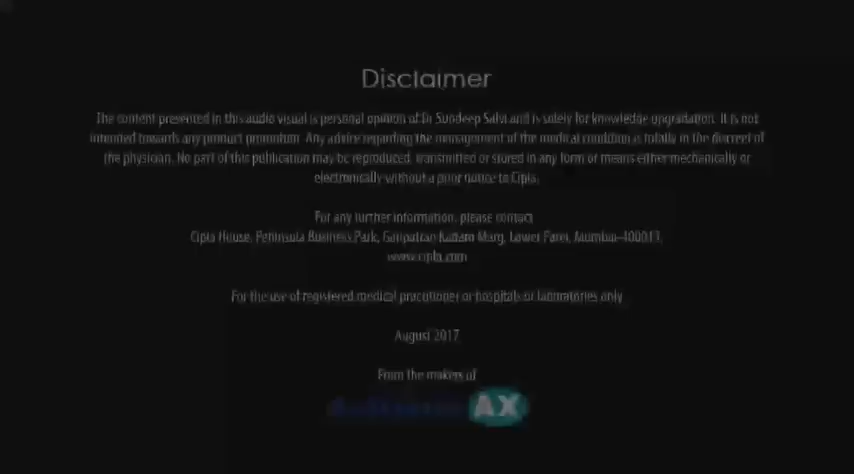 Disclaimer
The content presented in this audio visual is personal opinion of Dr Sundeep Salvi and is solely for knowledge upgradation. It is not
intended towards any product promotion. Any advice regarding the management of the medical condition is totally in the discreet of
the physician. No part of this publication may be reproduced, transmitted or stored in any form or means either mechanically or
electronically without a prior notice to Cipla.
For any further information, please contact
Cipla House, Peninsula Business Park, Ganpatrao Kadam Marg, Lower Parel, Mumbai-400013.
www.cipla.com
For the use of registered medical practitioner or hospitals or laboratories only
August 2017
From the makers of
AX